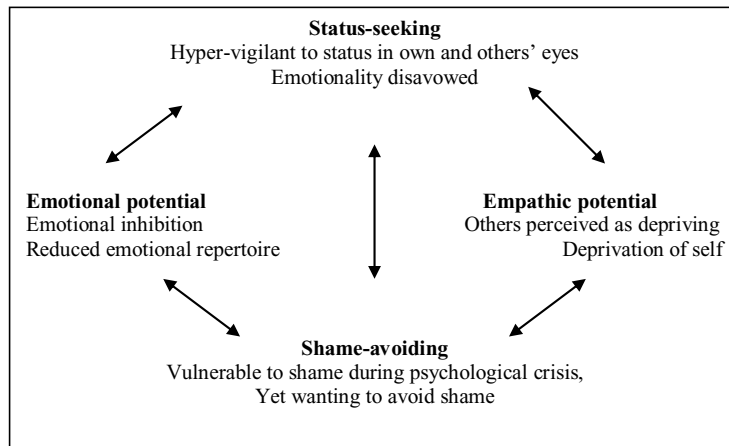 Status-seeking
Hyper-vigilant to status in own and others’ eyes
Emotionality disavowed
Emotional potential
Emotional inhibition
Reduced emotional repertoire
Empathic potential
Others perceived as depriving
Deprivation of self
Shame-avoiding
Vulnerable to shame during psychological crisis,
Yet wanting to avoid shame